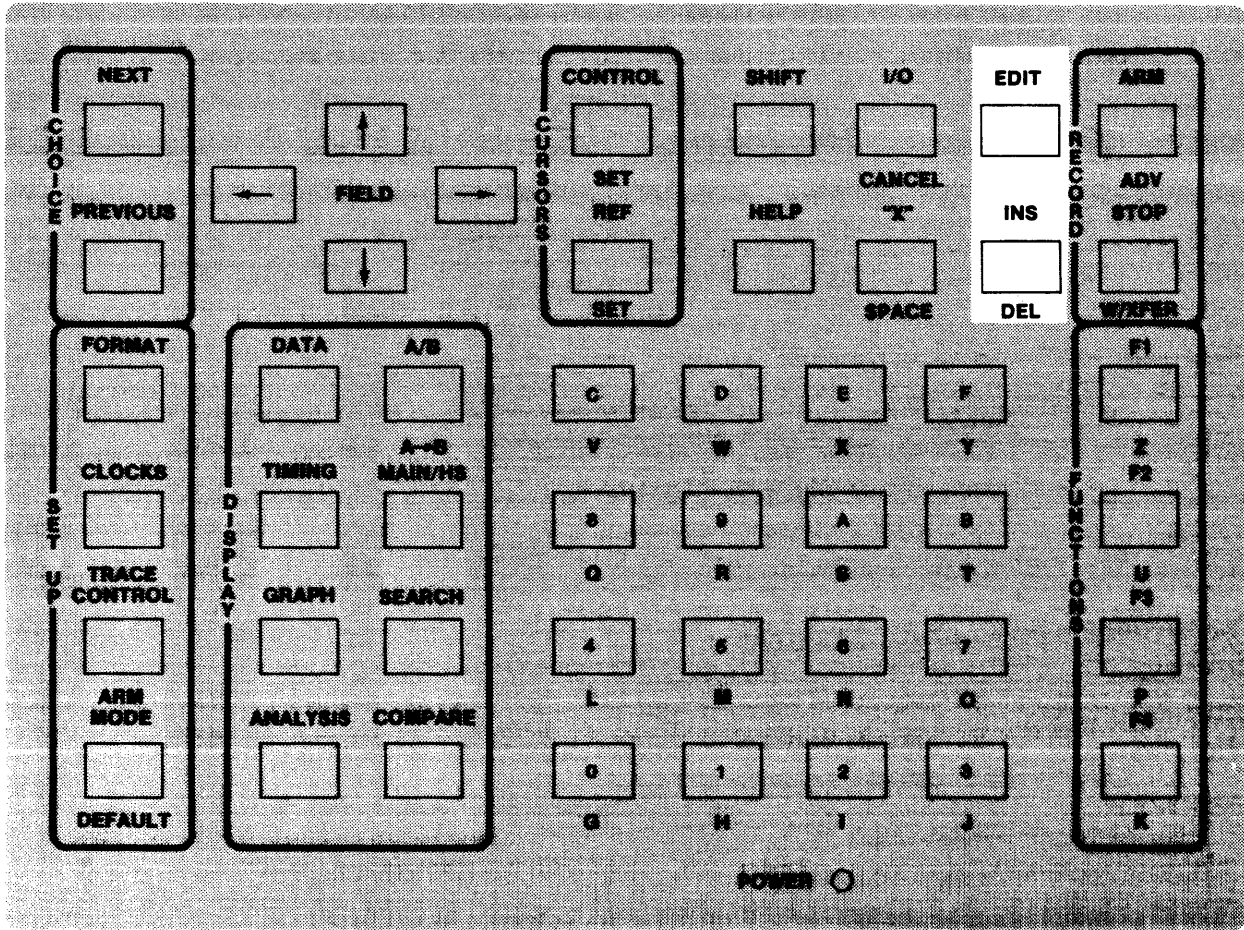 NEXT
CHOICE
PREVIOUS
↑
←
FIELD
→
↓
CONTROL
CURSORS
SET
REF
SET
SHIFT
I/O
EDIT
CANCEL
HELP
"X"
INS
SPACE
DEL
ARM
RECORD
ADV
STOP
W/XFER
FORMAT
SET UP
CLOCKS
TRACE
CONTROL
ARM
MODE
DEFAULT
DATA
A/B
DISPLAY
A→B
TIMING
MAIN/HS
GRAPH
SEARCH
ANALYSIS
COMPARE
C D E F
V W X Y
8 9 A B
Q R S T
4 5 6 7
L M N O
0 1 2 3
G H I J
F1
FUNCTIONS
Z
F2
U
F3
P
K
POWER